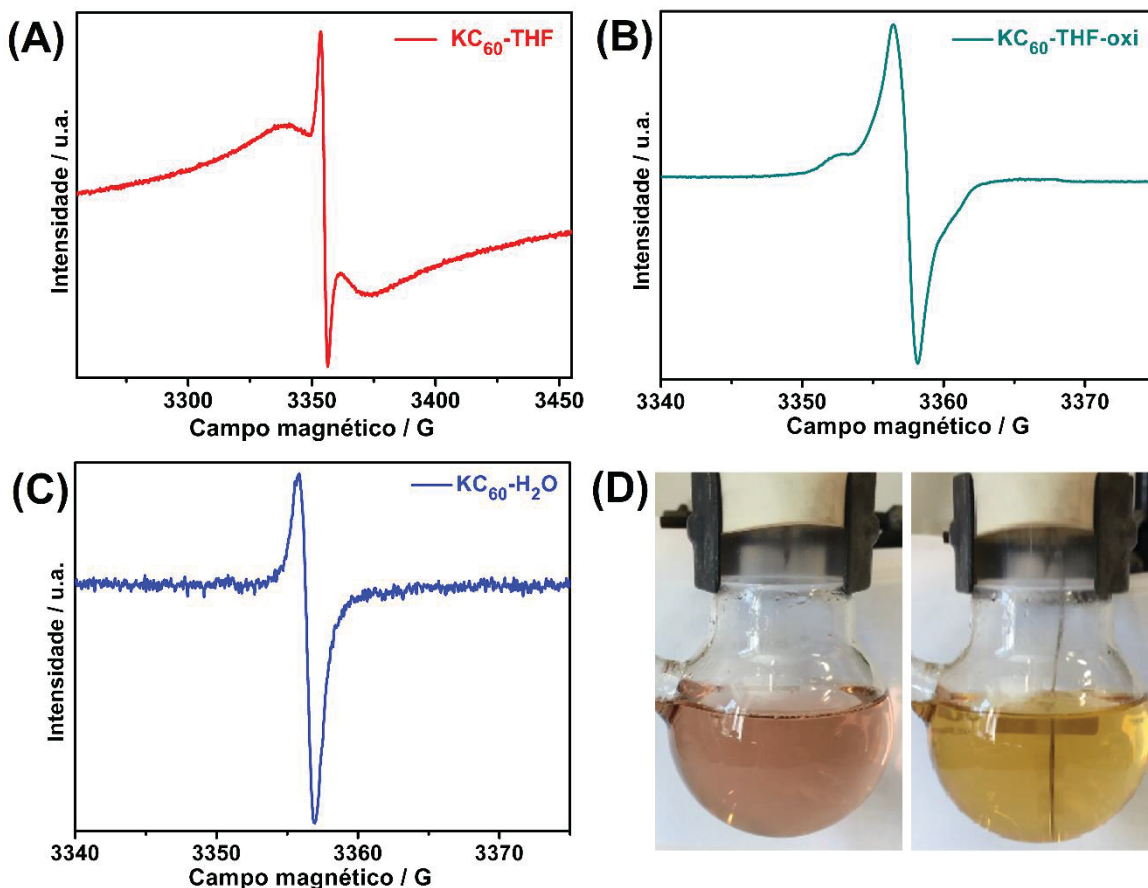 (A)
KC₆₀-THF
Intensidade / u.a.
3300 3350 3400 3450
Campo magnético / G
(B)
KC₆₀-THF-oxi
Intensidade / u.a.
3340 3350 3360 3370
Campo magnético / G
(C)
KC₆₀-H₂O
Intensidade / u.a.
3340 3350 3360 3370
Campo magnético / G
(D)